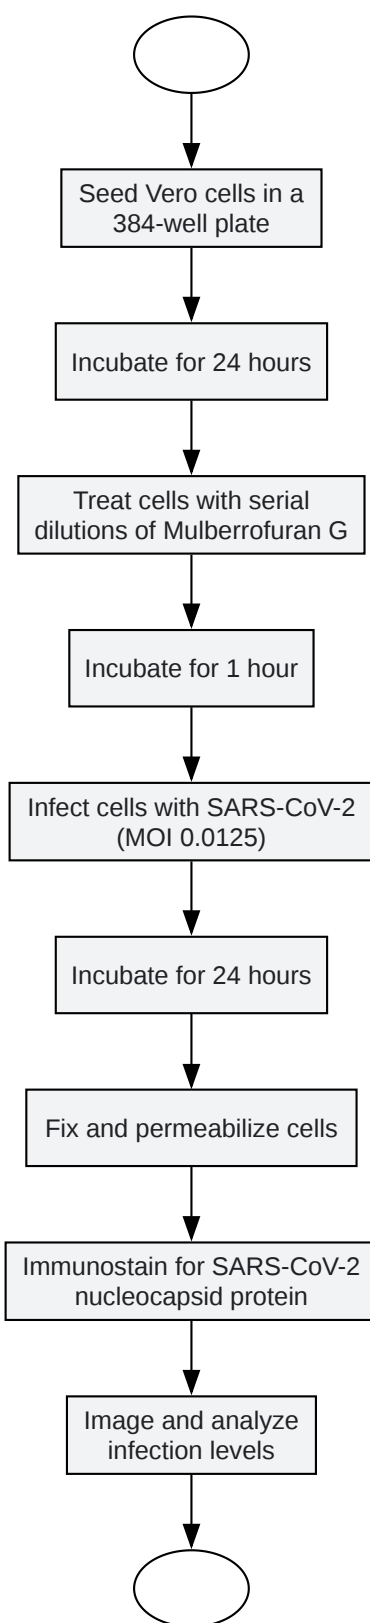 Seed Vero cells in a
384-well plate
Incubate for 24 hours
Treat cells with serial
dilutions of Mulberrofuran G
Incubate for 1 hour
Infect cells with SARS-CoV-2
(MOI 0.0125)
Incubate for 24 hours
Fix and permeabilize cells
Immunostain for SARS-CoV-2
nucleocapsid protein
Image and analyze
infection levels